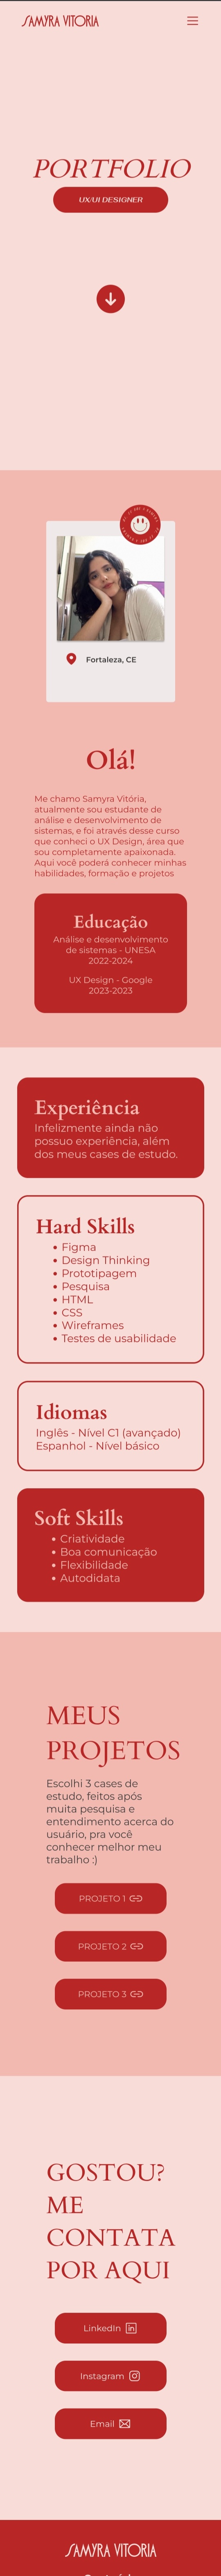 SAMYRA VITORIA
PORTFOLIO
UX/UI DESIGNER
Fortaleza, CE
Olá!
Me chamo Samyra Vitória,
atualmente sou estudante de
análise e desenvolvimento de
sistemas, e foi através desse curso
que conheci o UX Design, área que
sou completamente apaixonada.
Aqui você poderá conhecer minhas
habilidades, formação e projetos
Educação
Análise e desenvolvimento
de sistemas - UNESA
2022-2024
UX Design - Google
2023-2023
Experiência
Infelizmente ainda não
possuo experiência, além
dos meus cases de estudo.
Hard Skills
• Figma
• Design Thinking
• Prototipagem
• Pesquisa
• HTML
• CSS
• Wireframes
• Testes de usabilidade
Idiomas
Inglês - Nível C1 (avançado)
Espanhol - Nível básico
Soft Skills
• Criatividade
• Boa comunicação
• Flexibilidade
• Autodidata
MEUS
PROJETOS
Escolhi 3 cases de
estudo, feitos após
muita pesquisa e
entendimento acerca do
usuário, pra você
conhecer melhor meu
trabalho :)
PROJETO 1
PROJETO 2
PROJETO 3
GOSTOU?
ME
CONTATA
POR AQUI
LinkedIn
Instagram
Email
SAMYRA VITORIA